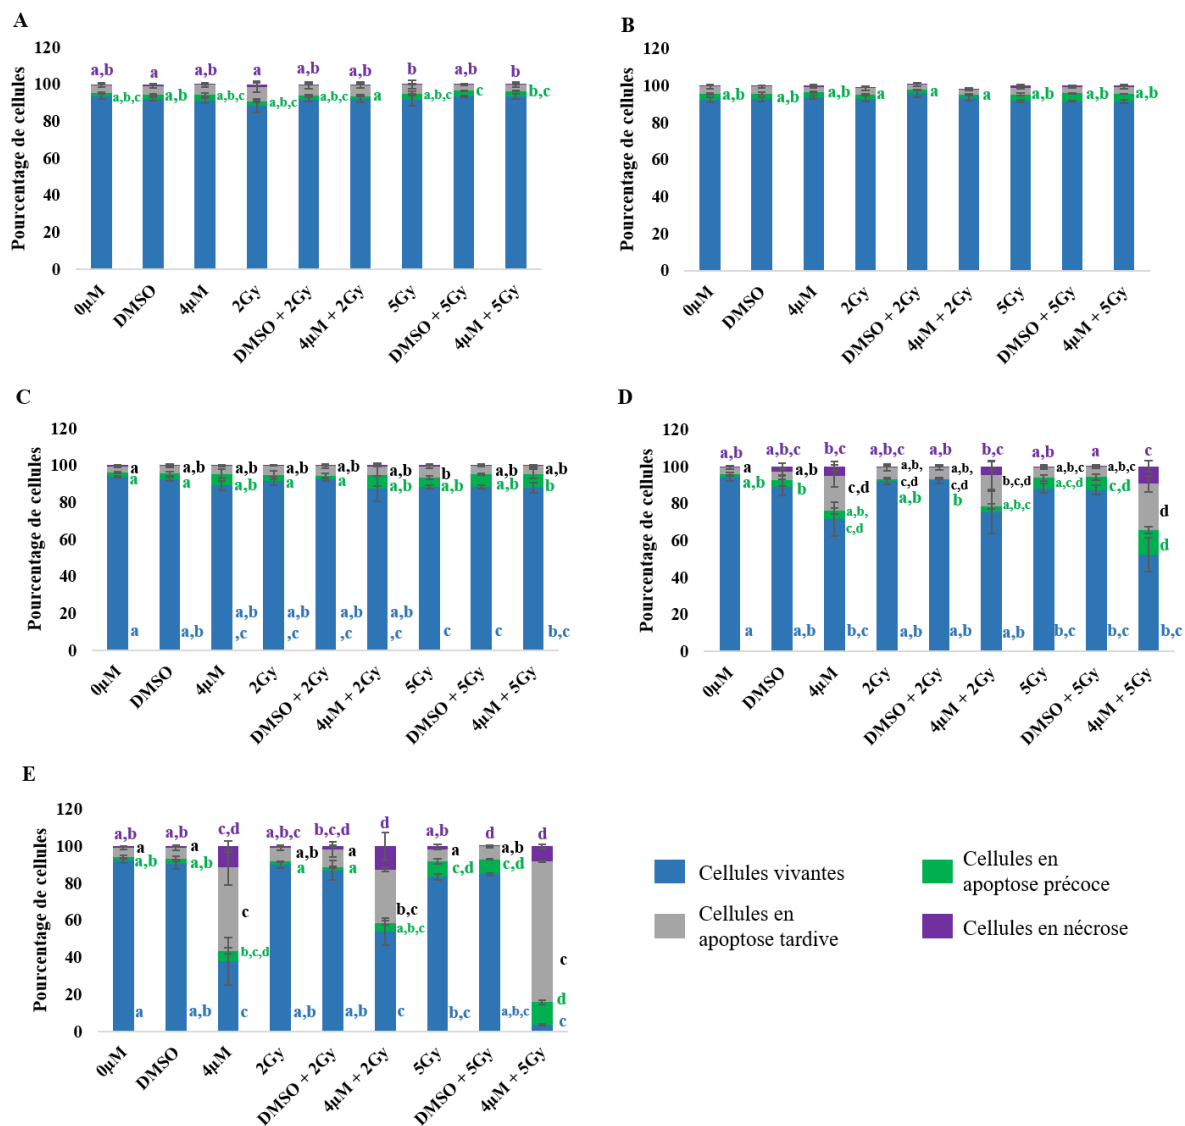 A
Pourcentage de cellules
120
100
80
60
40
20
0
a,b
a
a,b
a
a,b
a,b
b
a,b
b
a,b,c
a,b
a,b,c
a,b,c
a,b,c
a
a,b,c
c
b,c
0µM
DMSO
4µM
2Gy
DMSO + 2Gy
4µM + 2Gy
5Gy
DMSO + 5Gy
4µM + 5Gy
B
Pourcentage de cellules
120
100
80
60
40
20
0
a,b
a,b
a,b
a
a
a
a,b
a,b
a,b
0µM
DMSO
4µM
2Gy
DMSO + 2Gy
4µM + 2Gy
5Gy
DMSO + 5Gy
4µM + 5Gy
C
Pourcentage de cellules
120
100
80
60
40
20
0
a
a,b
a,b
a,b
a,b
a,b
b
a,b
a,b
a
a
a,b
a
a
a,b
a,b
a,b
b
a
a,b
a,b
,c
a,b
,c
a,b
,c
a,b
,c
c
c
b,c
0µM
DMSO
4µM
2Gy
DMSO + 2Gy
4µM + 2Gy
5Gy
DMSO + 5Gy
4µM + 5Gy
D
Pourcentage de cellules
120
100
80
60
40
20
0
a,b
a,b,c
b,c
a,b,c
a,b
b,c
a,b
a
c
a
a,b
c,d
a,b,
c,d
a,b,
c,d
b,c,d
a,b,c
a,b,c
d
a,b
b
a,b,
c,d
a,b
b
a,b,c
a,c,d
c,d
d
a
a,b
b,c
a,b
a,b
a,b
b,c
b,c
b,c
0µM
DMSO
4µM
2Gy
DMSO + 2Gy
4µM + 2Gy
5Gy
DMSO + 5Gy
4µM + 5Gy
E
Pourcentage de cellules
120
100
80
60
40
20
0
a,b
a,b
c,d
a,b,c
b,c,d
d
a,b
d
d
a
a
c
a,b
a
b,c
a
a,b
c
a,b
a,b
b,c,d
a
a
a,b,c
c,d
c,d
d
a
a,b
c
a,b
a,b
c
b,c
a,b,c
c
0µM
DMSO
4µM
2Gy
DMSO + 2Gy
4µM + 2Gy
5Gy
DMSO + 5Gy
4µM + 5Gy
Cellules vivantes
Cellules en
apoptose précoce
Cellules en
apoptose tardive
Cellules en nécrose